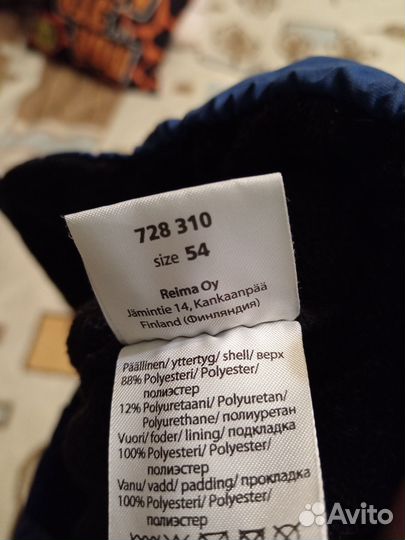 728 310
size 54
Reima Oy
Jämintie 14, Kankaanpää
Finland (Финляндия)
Päällinen/ yttertyg/ shell/ верх
88% Polyesteri/ Polyester/
полиэстер
12% Polyuretaani/ Polyuretan/
Polyurethane/ полиуретан
Vuori/ foder/ lining/ подкладка
100% Polyesteri/ Polyester/
полиэстер
Vanu/ vadd/ padding/ прокладка
100% Polyesteri/ Polyester/
полиэстер
Avito